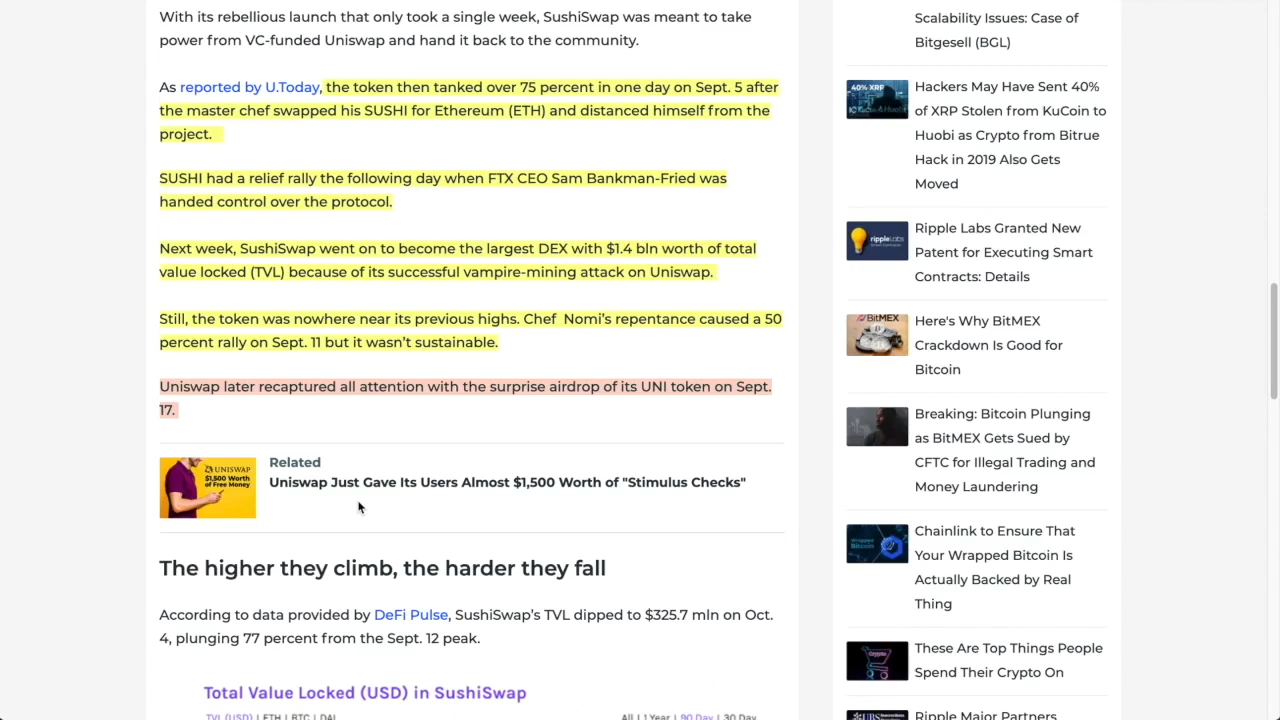 With its rebellious launch that only took a single week, SushiSwap was meant to take
power from VC-funded Uniswap and hand it back to the community.
As reported by U.Today, the token then tanked over 75 percent in one day on Sept. 5 after
the master chef swapped his SUSHI for Ethereum (ETH) and distanced himself from the
project.
SUSHI had a relief rally the following day when FTX CEO Sam Bankman-Fried was
handed control over the protocol.
Next week, SushiSwap went on to become the largest DEX with $1.4 bln worth of total
value locked (TVL) because of its successful vampire-mining attack on Uniswap.
Still, the token was nowhere near its previous highs. Chef Nomi’s repentance caused a 50
percent rally on Sept. 11 but it wasn’t sustainable.
Uniswap later recaptured all attention with the surprise airdrop of its UNI token on Sept.
17.
UNISWAP
$1,500 Worth
of Free Money
Related
Uniswap Just Gave Its Users Almost $1,500 Worth of "Stimulus Checks"
The higher they climb, the harder they fall
According to data provided by DeFi Pulse, SushiSwap’s TVL dipped to $325.7 mln on Oct.
4, plunging 77 percent from the Sept. 12 peak.
Total Value Locked (USD) in SushiSwap
TVL (USD) | ETH | BTC | DAI
All | 1 Year | 90 Day | 30 Day
Scalability Issues: Case of
Bitgesell (BGL)
40% XRP
Hackers May Have Sent 40%
of XRP Stolen from KuCoin to
Huobi as Crypto from Bitrue
Hack in 2019 Also Gets
Moved
rippleLabs
Ripple Labs Granted New
Patent for Executing Smart
Contracts: Details
BitMEX
Here's Why BitMEX
Crackdown Is Good for
Bitcoin
Breaking: Bitcoin Plunging
as BitMEX Gets Sued by
CFTC for Illegal Trading and
Money Laundering
Chainlink to Ensure That
Your Wrapped Bitcoin Is
Actually Backed by Real
Thing
Crypto
These Are Top Things People
Spend Their Crypto On
UBS
Ripple Major Partners